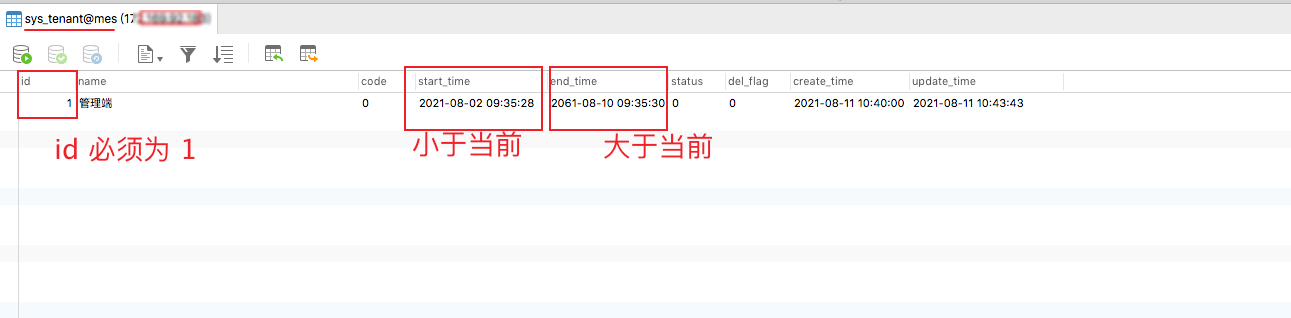 sys_tenant@mes (17
id name code start_time end_time status del_flag create_time update_time
1 管理端 0 2021-08-02 09:35:28 2061-08-10 09:35:30 0 0 2021-08-11 10:40:00 2021-08-11 10:43:43
id 必须为 1 小于当前 大于当前